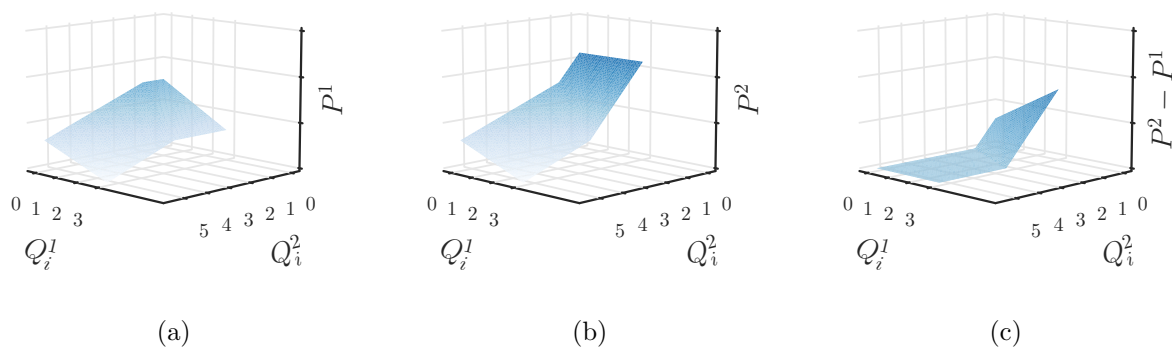 P^1
0 1 2 3
5 4 3 2 1 0
Q_i^1
Q_i^2
(a)
P^2
0 1 2 3
5 4 3 2 1 0
Q_i^1
Q_i^2
(b)
P^2 − P^1
0 1 2 3
5 4 3 2 1 0
Q_i^1
Q_i^2
(c)